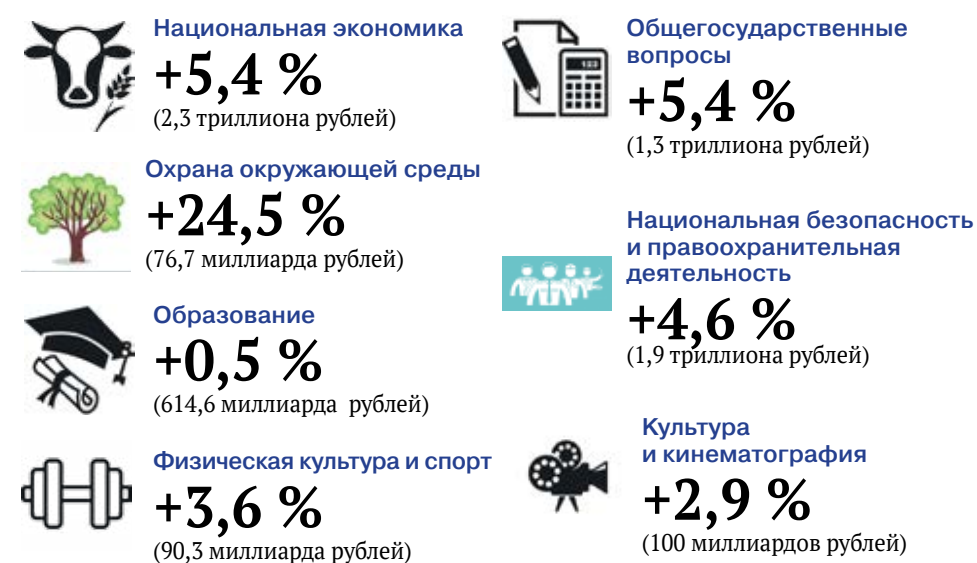 Национальная экономика
+5,4 %
(2,3 триллиона рублей)
Охрана окружающей среды
+24,5 %
(76,7 миллиарда рублей)
Образование
+0,5 %
(614,6 миллиарда рублей)
Физическая культура и спорт
+3,6 %
(90,3 миллиарда рублей)
Общегосударственные
вопросы
+5,4 %
(1,3 триллиона рублей)
Национальная безопасность
и правоохранительная
деятельность
+4,6 %
(1,9 триллиона рублей)
Культура
и кинематография
+2,9 %
(100 миллиардов рублей)